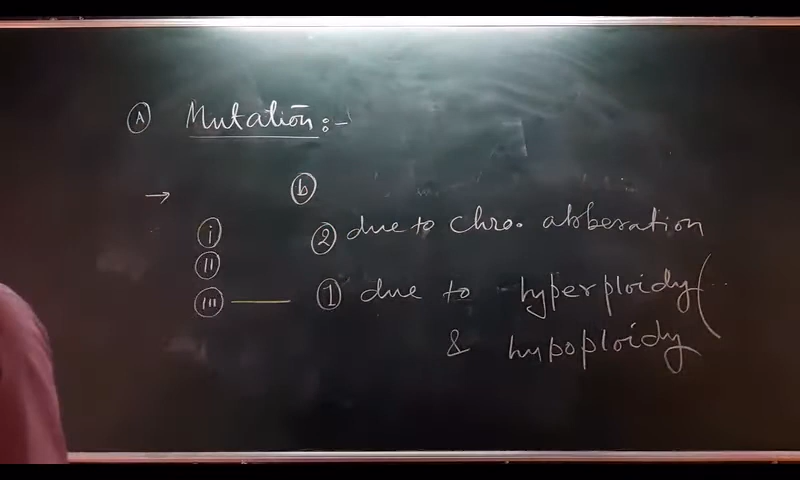 Ⓐ Mutation :-
→ ⓑ
ⓘ ② due to chro. abberation
ⓘⓘ
ⓘⓘⓘ — ① due to hyperploidy (
& hypoploidy